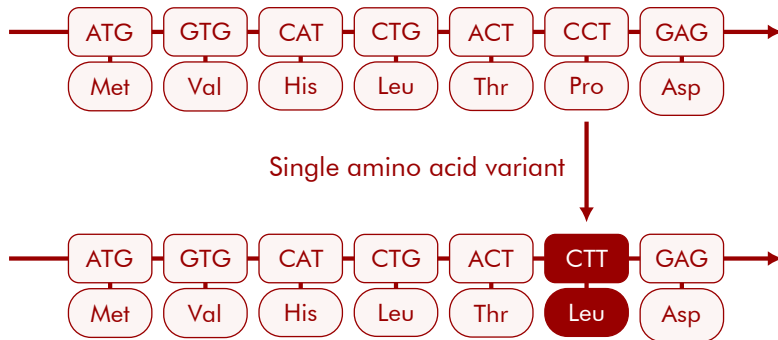 ATG GTG CAT CTG ACT CCT GAG
Met Val His Leu Thr Pro Asp
Single amino acid variant
ATG GTG CAT CTG ACT CTT GAG
Met Val His Leu Thr Leu Asp